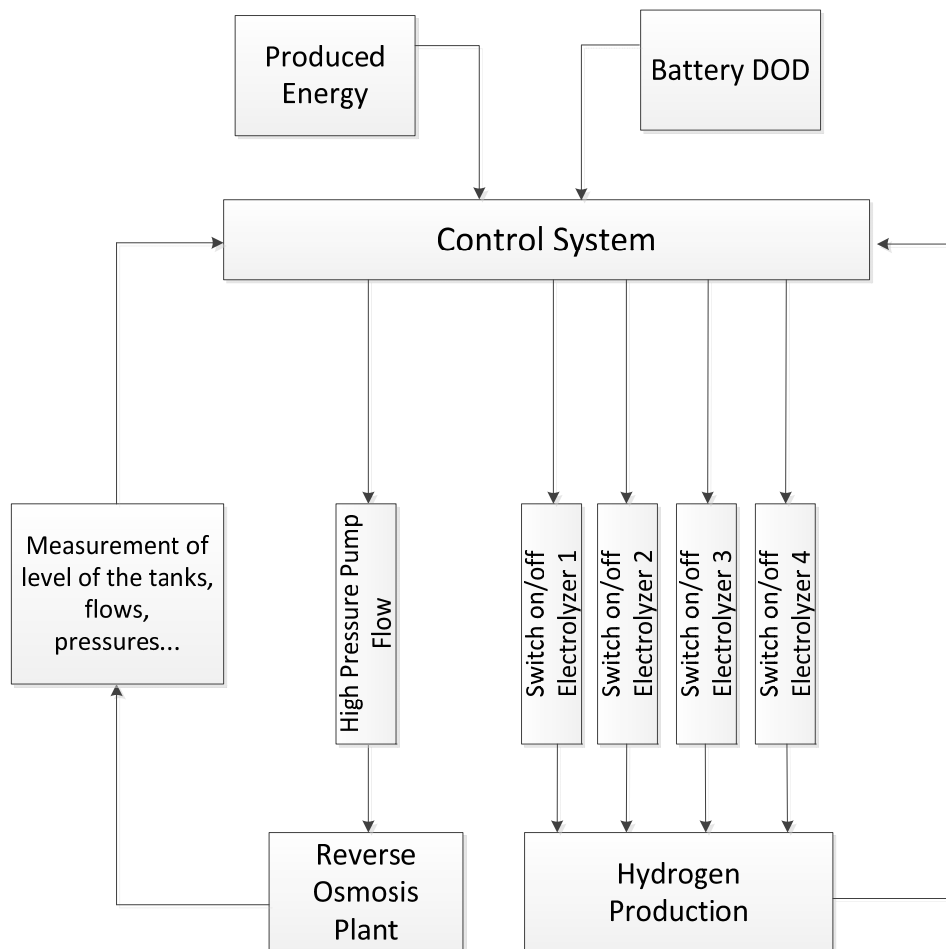 Produced
Energy
Battery DOD
Control System
Measurement of
level of the tanks,
flows,
pressures...
High Pressure Pump
Flow
Switch on/off
Electrolyzer 1
Switch on/off
Electrolyzer 2
Switch on/off
Electrolyzer 3
Switch on/off
Electrolyzer 4
Reverse
Osmosis
Plant
Hydrogen
Production